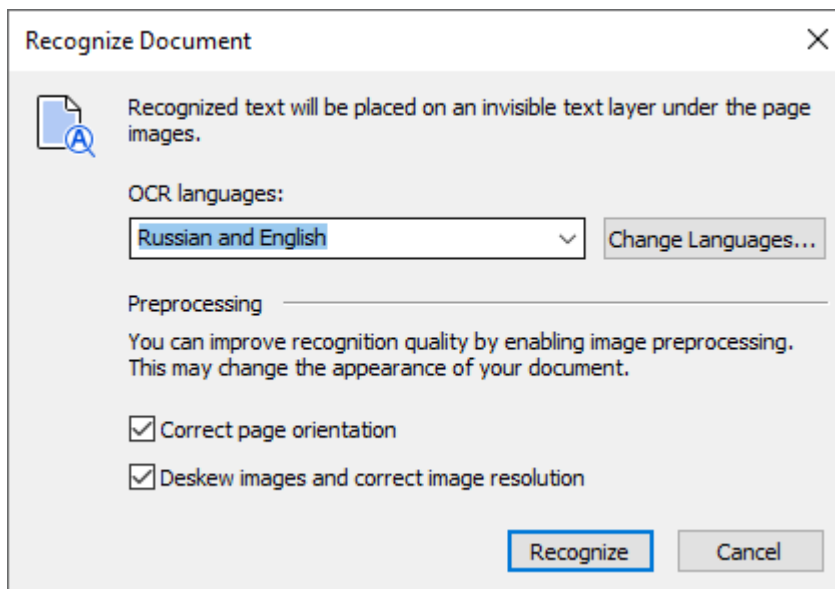 Recognize Document
Recognized text will be placed on an invisible text layer under the page
images.
OCR languages:
Russian and English
Change Languages...
Preprocessing
You can improve recognition quality by enabling image preprocessing.
This may change the appearance of your document.
Correct page orientation
Deskew images and correct image resolution
Recognize
Cancel